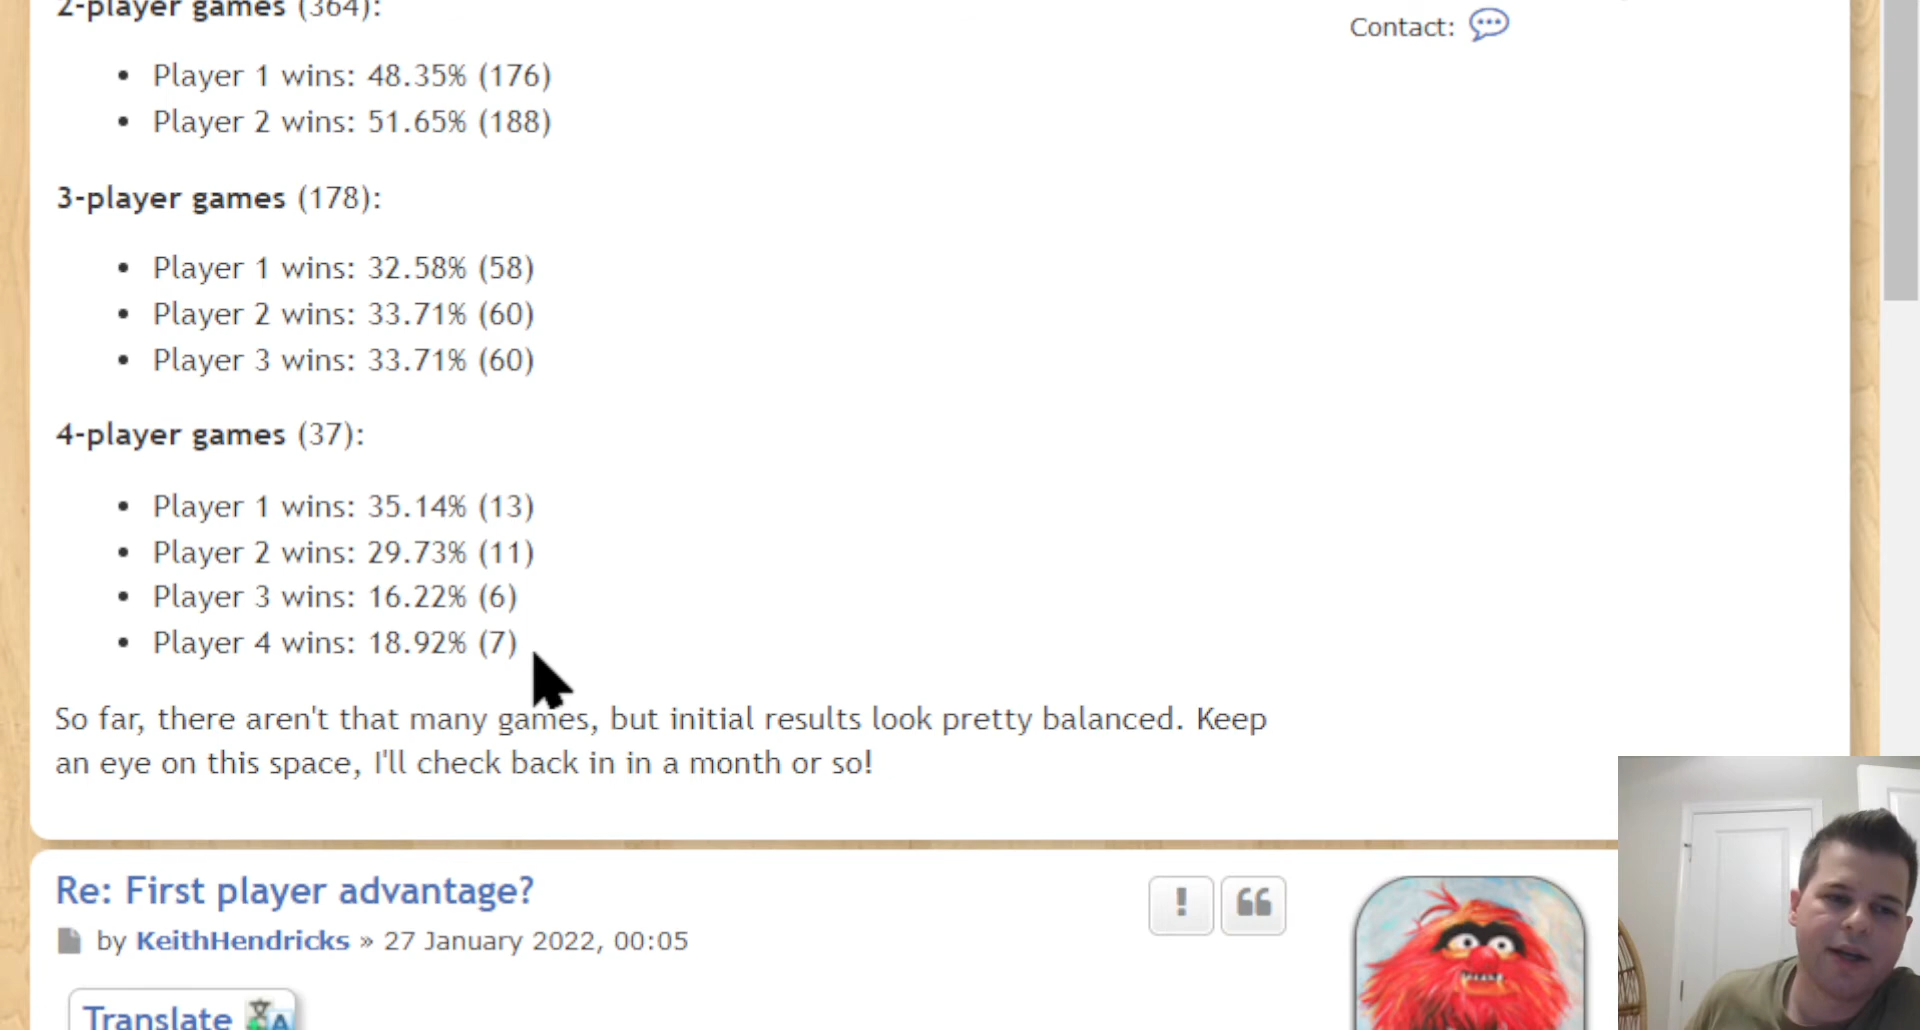 2-player games (364):
Contact:
• Player 1 wins: 48.35% (176)
• Player 2 wins: 51.65% (188)
3-player games (178):
• Player 1 wins: 32.58% (58)
• Player 2 wins: 33.71% (60)
• Player 3 wins: 33.71% (60)
4-player games (37):
• Player 1 wins: 35.14% (13)
• Player 2 wins: 29.73% (11)
• Player 3 wins: 16.22% (6)
• Player 4 wins: 18.92% (7)
So far, there aren't that many games, but initial results look pretty balanced. Keep
an eye on this space, I'll check back in in a month or so!
Re: First player advantage?
by KeithHendricks » 27 January 2022, 00:05
Translate